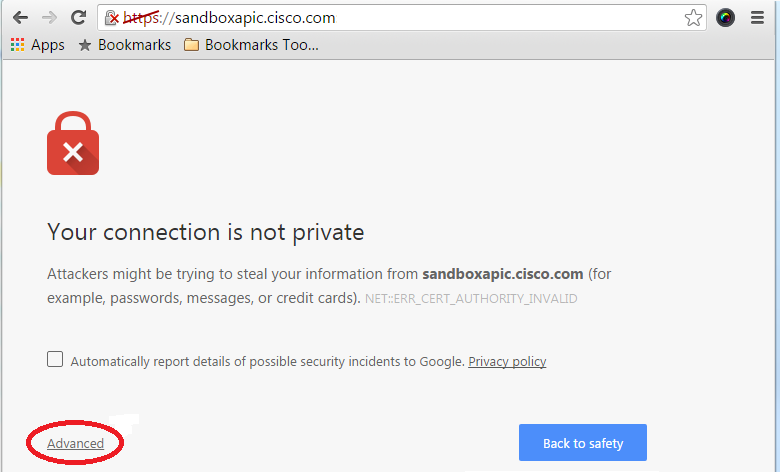 https://sandboxapic.cisco.com
Apps Bookmarks Bookmarks Too...
Your connection is not private
Attackers might be trying to steal your information from sandboxapic.cisco.com (for
example, passwords, messages, or credit cards). NET::ERR_CERT_AUTHORITY_INVALID
Automatically report details of possible security incidents to Google. Privacy policy
Advanced Back to safety